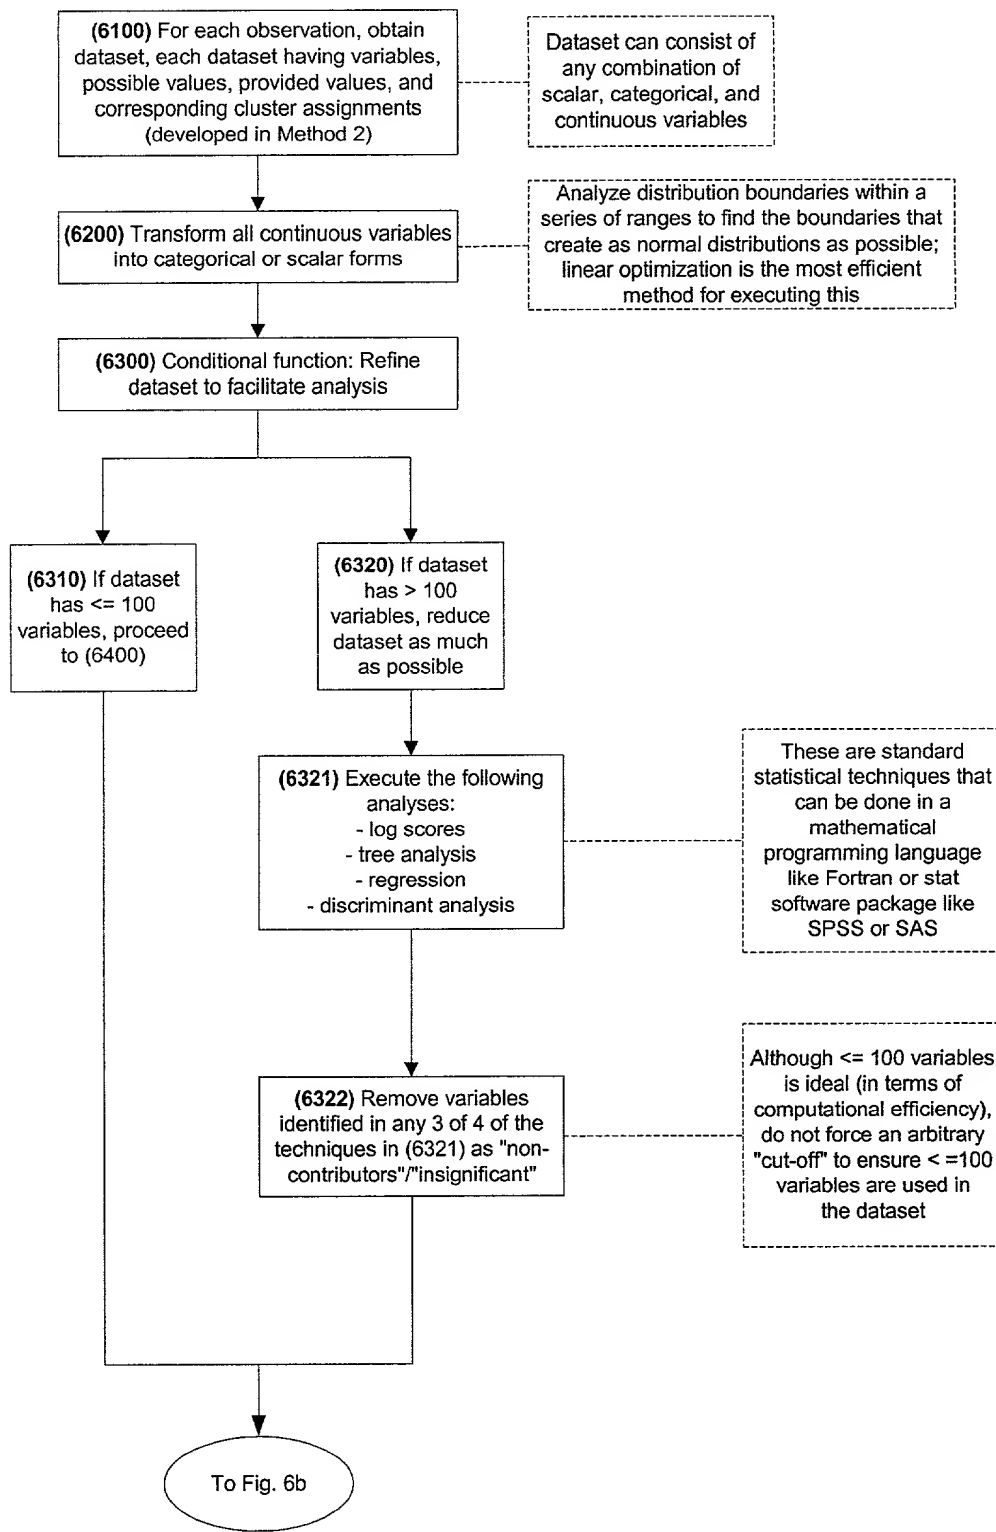 (6100) For each observation, obtain
dataset, each dataset having variables,
possible values, provided values, and
corresponding cluster assignments
(developed in Method 2)
Dataset can consist of
any combination of
scalar, categorical, and
continuous variables
(6200) Transform all continuous variables
into categorical or scalar forms
Analyze distribution boundaries within a
series of ranges to find the boundaries that
create as normal distributions as possible;
linear optimization is the most efficient
method for executing this
(6300) Conditional function: Refine
dataset to facilitate analysis
(6310) If dataset
has <= 100
variables, proceed
to (6400)
(6320) If dataset
has > 100
variables, reduce
dataset as much
as possible
(6321) Execute the following
analyses:
- log scores
- tree analysis
- regression
- discriminant analysis
These are standard
statistical techniques that
can be done in a
mathematical
programming language
like Fortran or stat
software package like
SPSS or SAS
(6322) Remove variables
identified in any 3 of 4 of the
techniques in (6321) as "non-
contributors"/"insignificant"
Although <= 100 variables
is ideal (in terms of
computational efficiency),
do not force an arbitrary
"cut-off" to ensure < =100
variables are used in
the dataset
To Fig. 6b